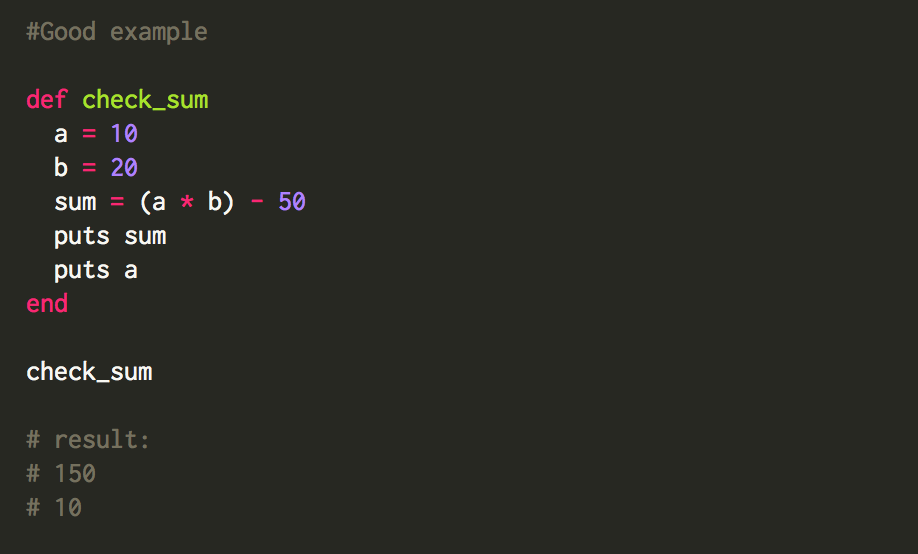 #Good example
def check_sum
a = 10
b = 20
sum = (a * b) - 50
puts sum
puts a
end
check_sum
# result:
# 150
# 10